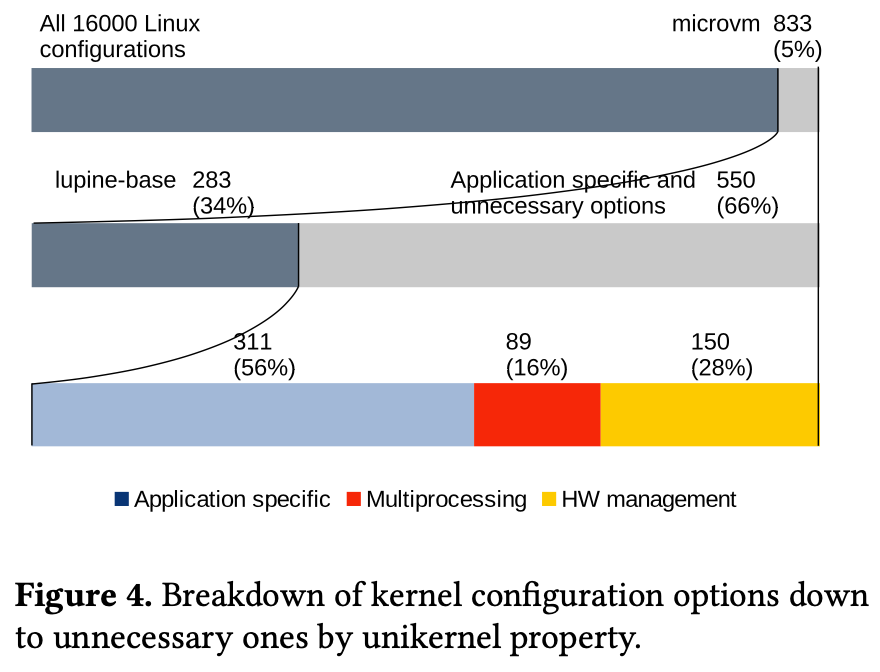 All 16000 Linux
configurations
microvm 833
(5%)
lupine-base 283
(34%)
Application specific and
unnecessary options
550
(66%)
311
(56%)
89
(16%)
150
(28%)
Application specific
Multiprocessing
HW management
Figure 4. Breakdown of kernel configuration options down
to unnecessary ones by unikernel property.